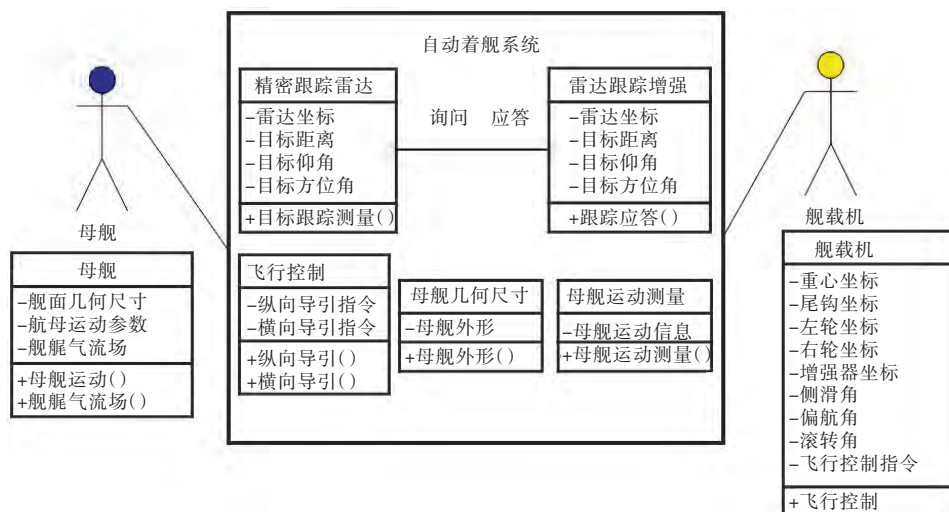 自动着舰系统
精密跟踪雷达
-雷达坐标
-目标距离
-目标仰角
-目标方位角
+目标跟踪测量()
询问 应答
雷达跟踪增强
-雷达坐标
-目标距离
-目标仰角
-目标方位角
+跟踪应答()
母舰
母舰
-舰面几何尺寸
-航母运动参数
-舰艉气流场
+母舰运动()
+舰艉气流场()
飞行控制
-纵向导引指令
-横向导引指令
+纵向导引()
+横向导引()
母舰几何尺寸
-母舰外形
+母舰外形()
母舰运动测量
-母舰运动信息
+母舰运动测量()
舰载机
舰载机
-重心坐标
-尾钩坐标
-左轮坐标
-右轮坐标
-增强器坐标
-侧滑角
-偏航角
-滚转角
-飞行控制指令
+飞行控制